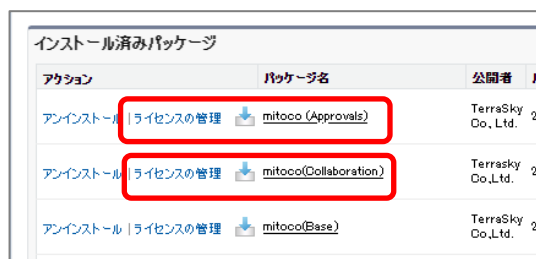 インストール済みパッケージ
アクション パッケージ名 公開者
アンインストール | ライセンスの管理 mitoco (Approvals) TerraSky Co., Ltd. 2
アンインストール | ライセンスの管理 mitoco(Collaboration) Terrasky Co.,Ltd. 2
アンインストール | ライセンスの管理 mitoco(Base) TerraSky Co.,Ltd. 2